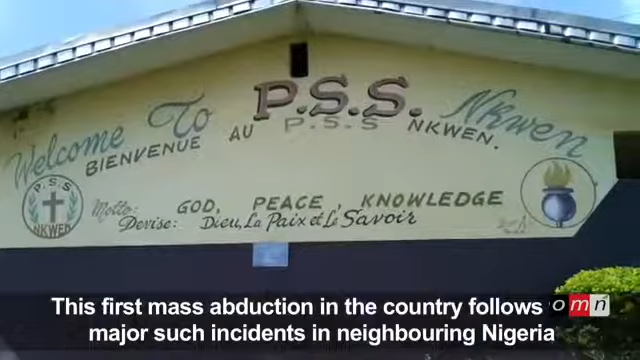 Welcome To P.S.S. Nkwen
BIENVENUE AU P.S.S NKWEN.
P.S.S
NKWEN
Motto: GOD, PEACE, KNOWLEDGE
Devise: Dieu, La Paix et Le Savoir
omń
This first mass abduction in the country follows
major such incidents in neighbouring Nigeria